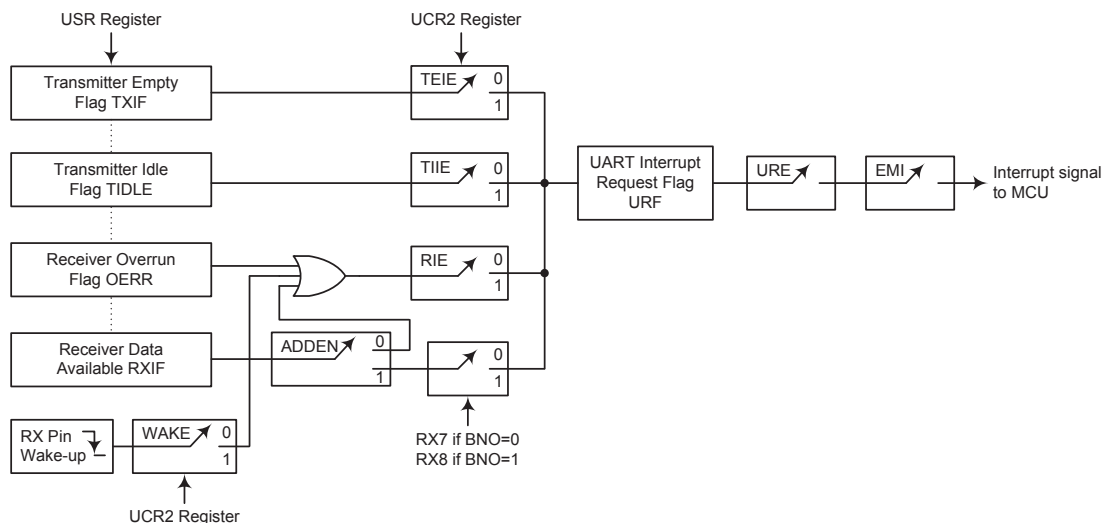 USR Register
UCR2 Register
Transmitter Empty
Flag TXIF
TEIE
0
1
Transmitter Idle
Flag TIDLE
TIIE
0
1
UART Interrupt
Request Flag
URF
URE
EMI
Interrupt signal
to MCU
Receiver Overrun
Flag OERR
RIE
0
1
Receiver Data
Available RXIF
ADDEN
0
1
0
1
RX7 if BNO=0
RX8 if BNO=1
RX Pin
Wake-up
WAKE
0
1
UCR2 Register